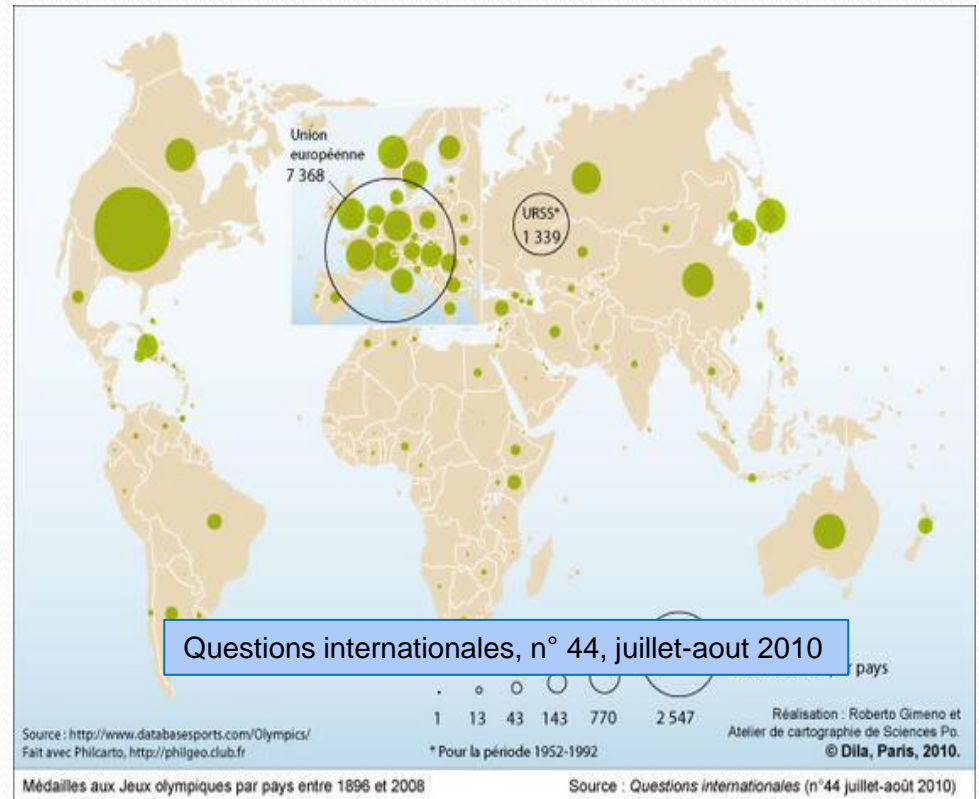 Union
européenne
7 368
URSS*
1 339
Questions internationales, n° 44, juillet-aout 2010
pays
1 13 43 143 770 2 547
Source : http://www.databasesports.com/Olympics/
Fait avec Philcarto, http://philgeo.club.fr
* Pour la période 1952-1992
Réalisation : Roberto Gimeno et
Atelier de cartographie de Sciences Po.
© Dila, Paris, 2010.
Médailles aux Jeux olympiques par pays entre 1896 et 2008
Source : Questions internationales (n°44 juillet-août 2010)